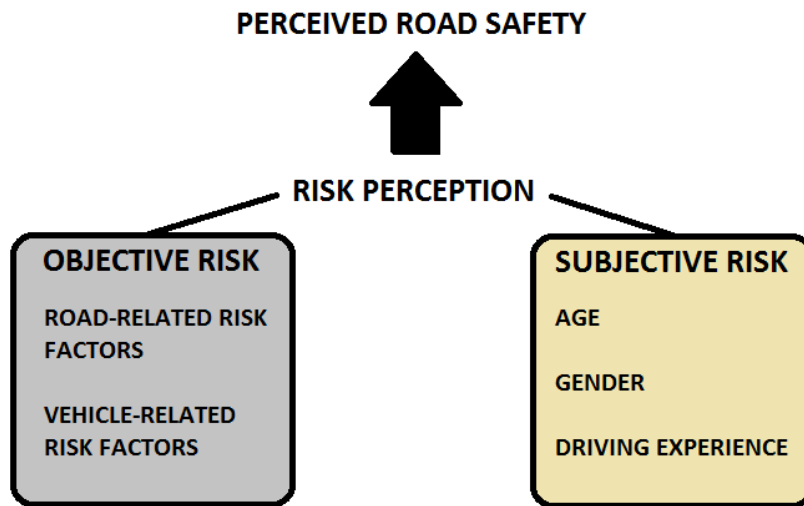 PERCEIVED ROAD SAFETY
RISK PERCEPTION
OBJECTIVE RISK
ROAD-RELATED RISK
FACTORS
VEHICLE-RELATED
RISK FACTORS
SUBJECTIVE RISK
AGE
GENDER
DRIVING EXPERIENCE